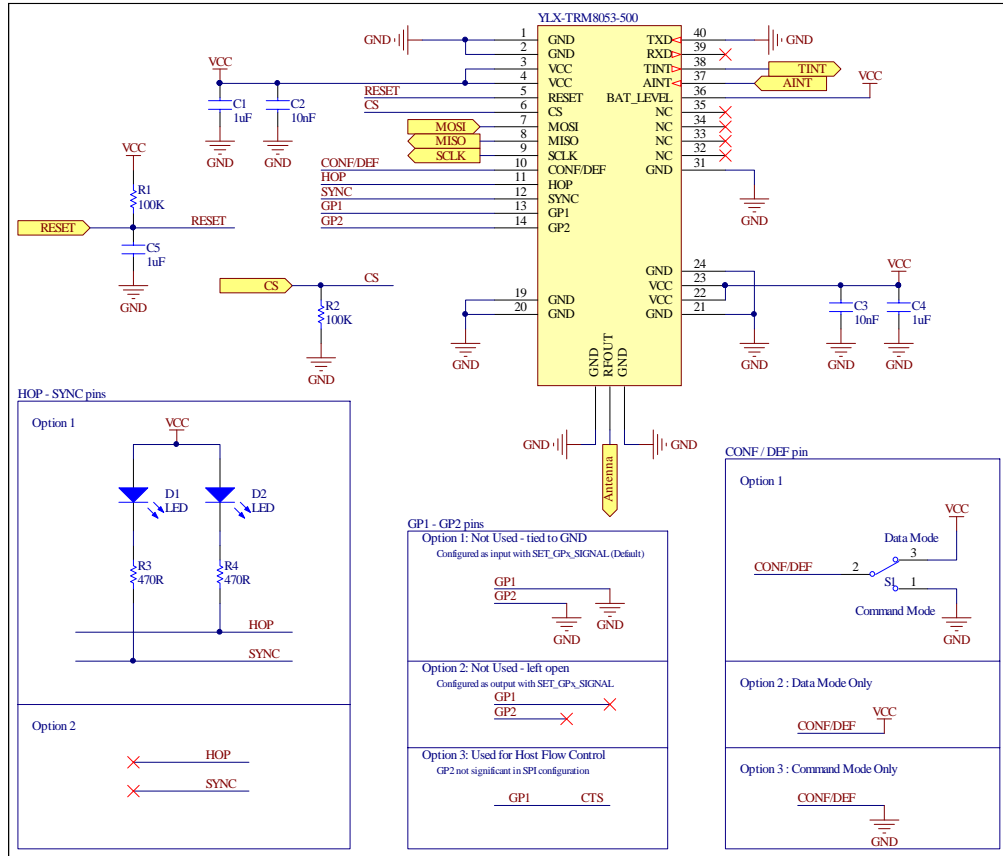 YLX-TRM8053-500
GND 1 GND TXD 40 GND
2 GND RXD 39
VCC 3 VCC TINT 38 TINT
4 VCC AINT 37 AINT VCC
RESET 5 RESET BAT_LEVEL 36
CS 6 CS NC 35
MOSI 7 MOSI NC 34
MISO 8 MISO NC 33
SCLK 9 SCLK NC 32
CONF/DEF 10 CONF/DEF GND 31
HOP 11 HOP
SYNC 12 SYNC
GP1 13 GP1
GP2 14 GP2
GND
C1
1uF
C2
10nF
GND GND
VCC
R1
100K
RESET RESET
C5
1uF
GND
CS CS
R2
100K
GND
19 GND
20 GND
GND
GND 24
VCC 23
VCC 22
GND 21
VCC
C3
10nF
C4
1uF
GND GND GND
GND RFOUT GND
GND GND
Antenna
HOP - SYNC pins
Option 1
VCC
D1
LED
D2
LED
R3
470R
R4
470R
HOP
SYNC
Option 2
HOP
SYNC
GP1 - GP2 pins
Option 1: Not Used - tied to GND
Configured as input with SET_GPx_SIGNAL (Default)
GP1
GP2
GND
GND
Option 2: Not Used - left open
Configured as output with SET_GPx_SIGNAL
GP1
GP2
Option 3: Used for Host Flow Control
GP2 not significant in SPI configuration
GP1 CTS
CONF / DEF pin
Option 1
VCC
Data Mode
3
CONF/DEF 2
S1 1
Command Mode
GND
Option 2 : Data Mode Only
VCC
CONF/DEF
Option 3 : Command Mode Only
CONF/DEF
GND